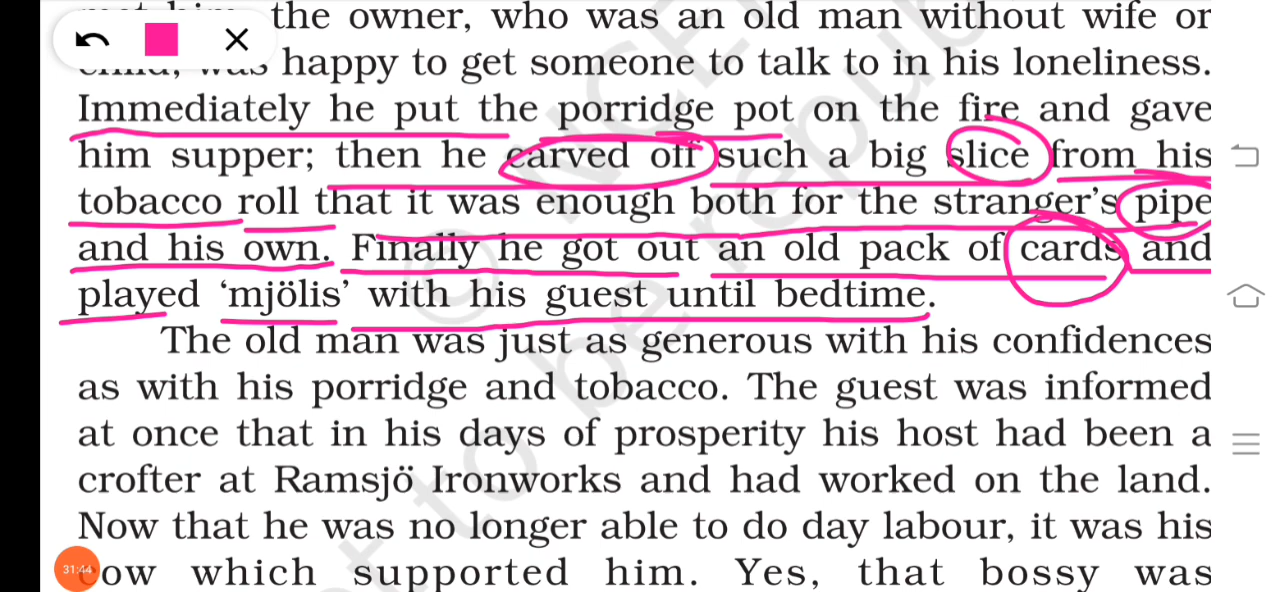 the owner, who was an old man without wife or
happy to get someone to talk to in his loneliness.
Immediately he put the porridge pot on the fire and gave
him supper; then he carved off such a big slice from his
tobacco roll that it was enough both for the stranger's pipe
and his own. Finally he got out an old pack of cards and
played ‘mjölis’ with his guest until bedtime.
The old man was just as generous with his confidences
as with his porridge and tobacco. The guest was informed
at once that in his days of prosperity his host had been a
crofter at Ramsjö Ironworks and had worked on the land.
Now that he was no longer able to do day labour, it was his
31:44 cow which supported him. Yes, that bossy was